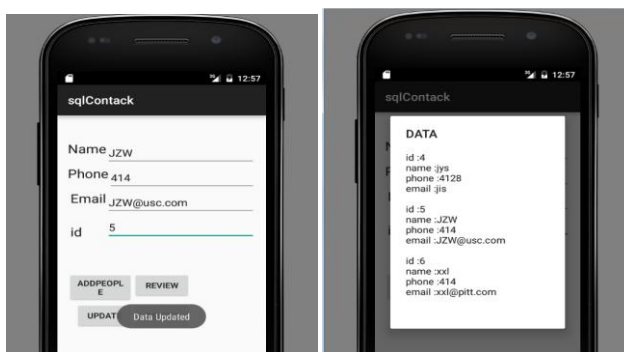 12:57
sqlContack
Name JZW
Phone 414
Email JZW@usc.com
id 5
ADDPEOPL
E
REVIEW
UPDAT
Data Updated
12:57
sqlContack
DATA
id :4
name :jys
phone :4128
email :jis
id :5
name :JZW
phone :414
email :JZW@usc.com
id :6
name :xxl
phone :414
email :xxl@pitt.com